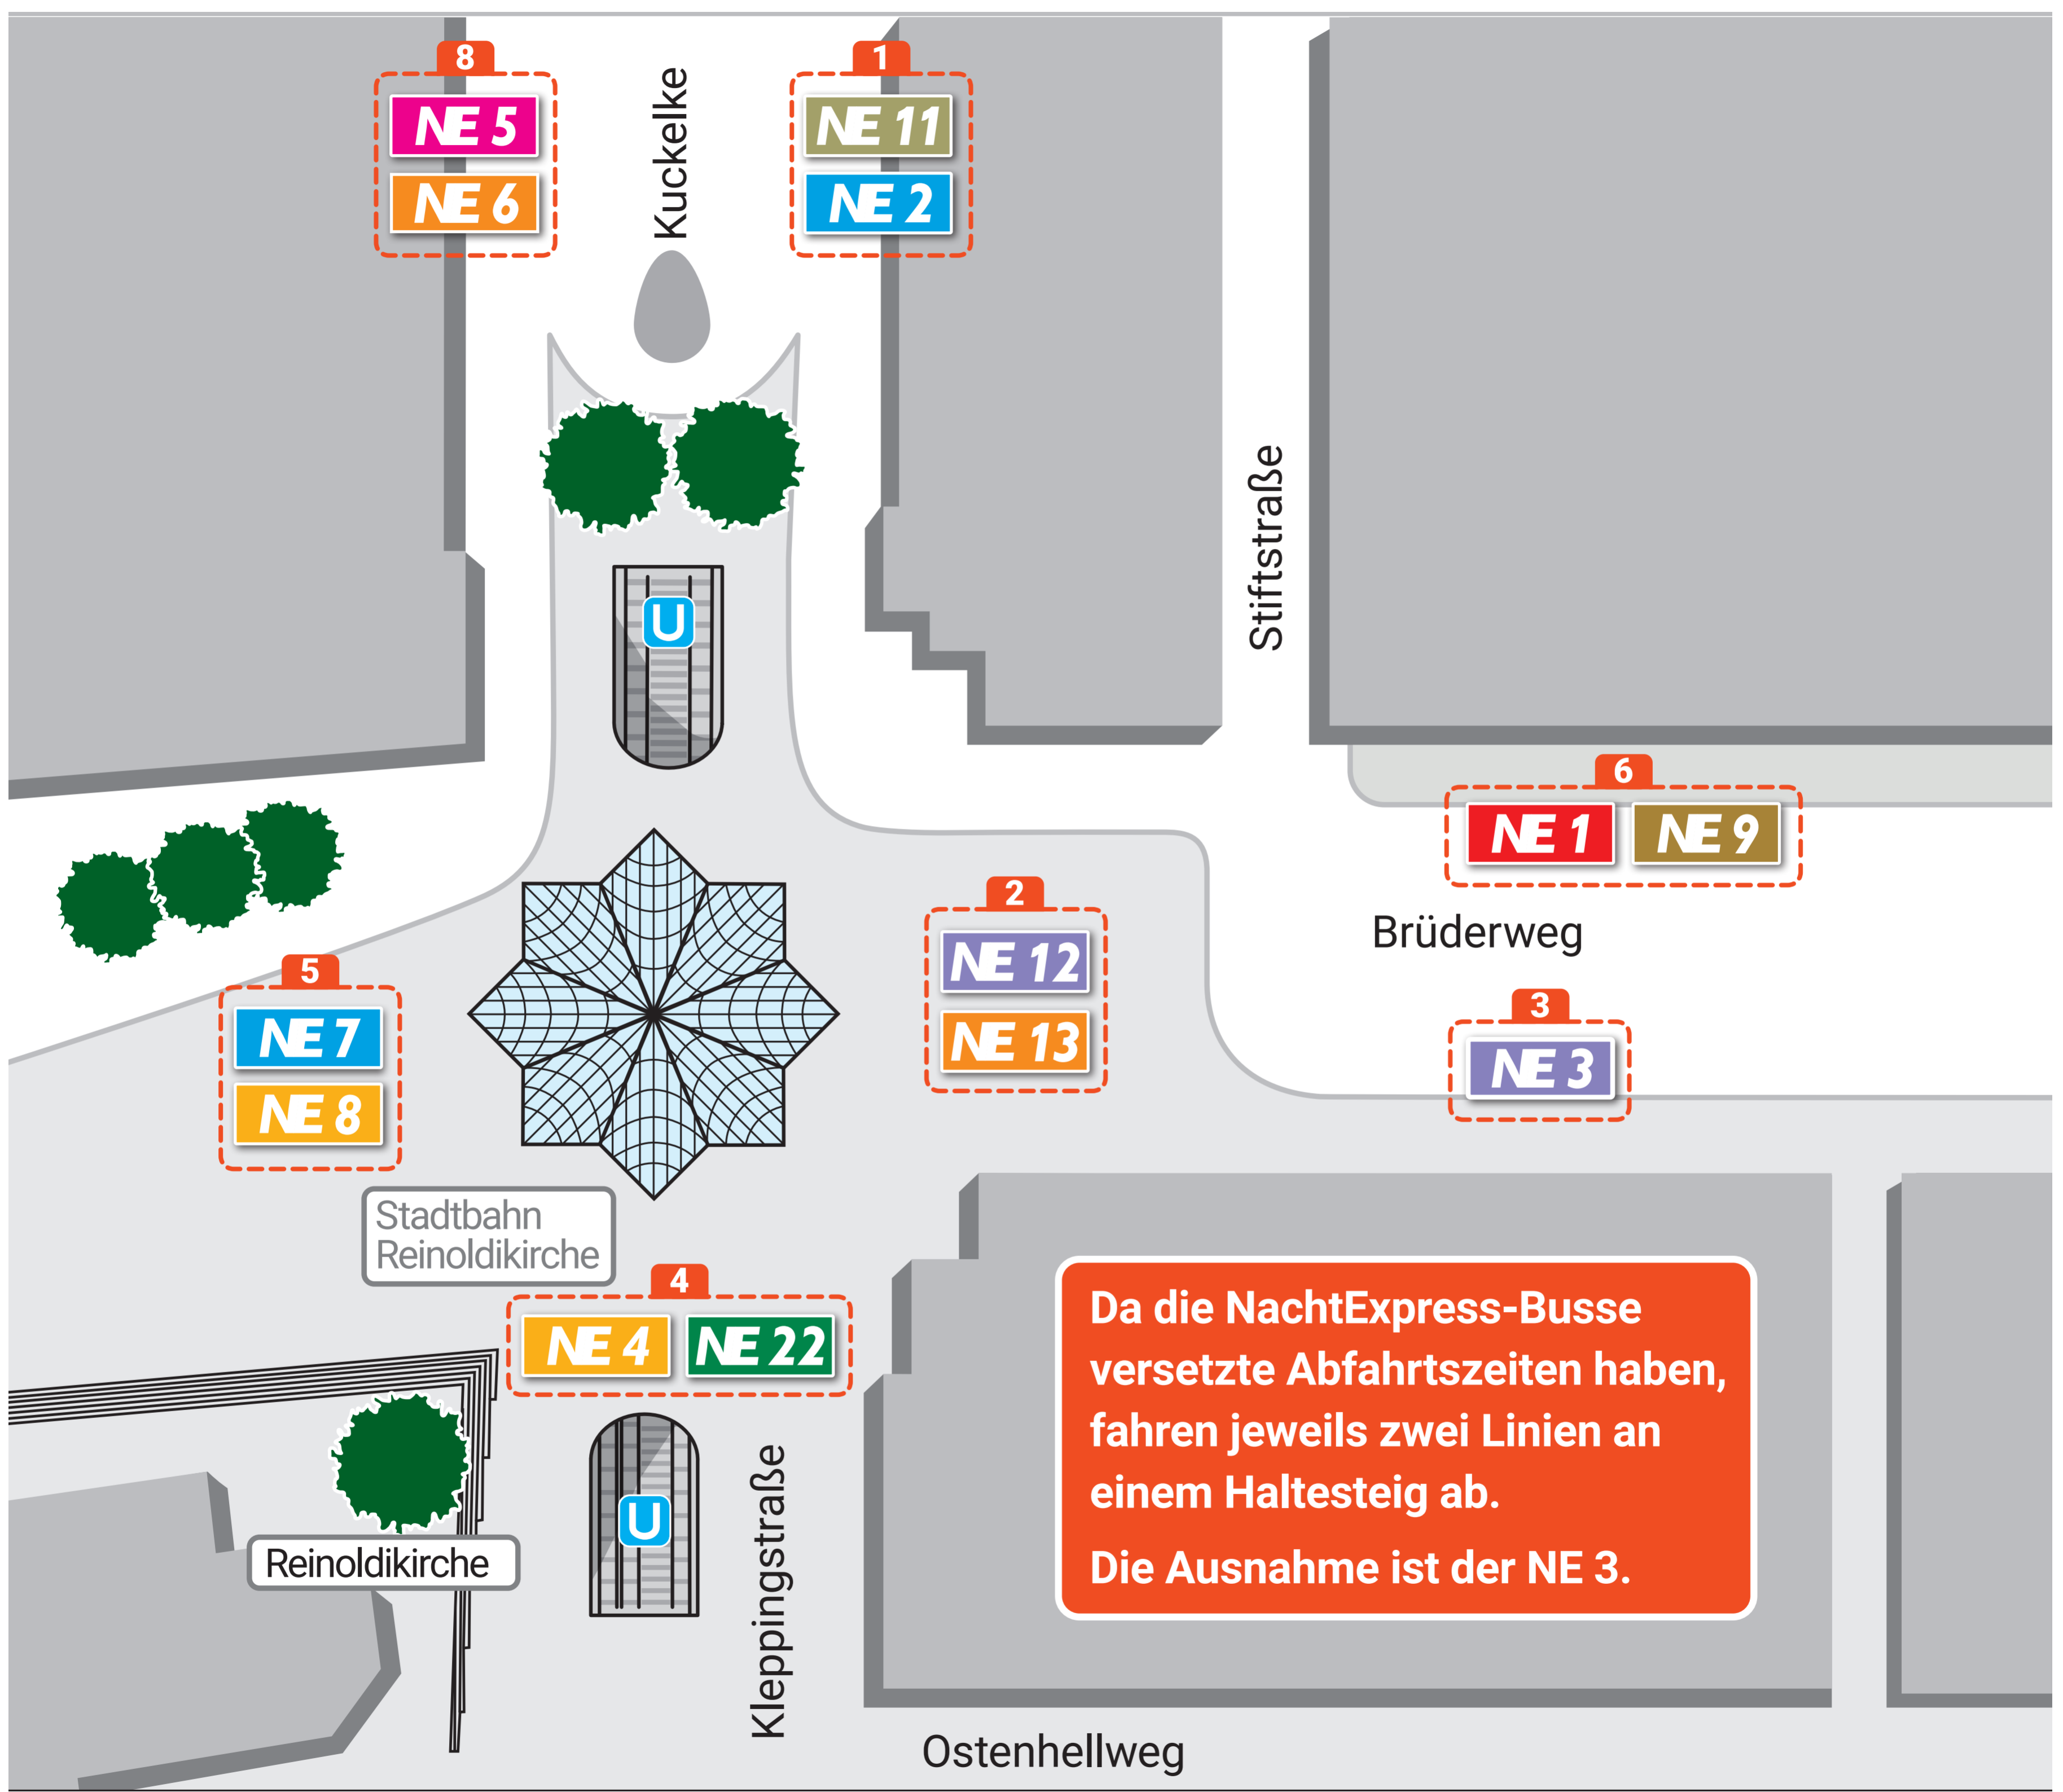 8
NE 5
NE 6
Kuckelke
1
NE 11
NE 2
U
Stiftstraße
6
NE 1
NE 9
Brüderweg
2
NE 12
NE 13
5
NE 7
NE 8
3
NE 3
Stadtbahn
Reinoldikirche
4
NE 4
NE 22
U
Kleppingstraße
Reinoldikirche
Da die NachtExpress-Busse
versetzte Abfahrtszeiten haben,
fahren jeweils zwei Linien an
einem Haltesteig ab.
Die Ausnahme ist der NE 3.
Ostenhellweg